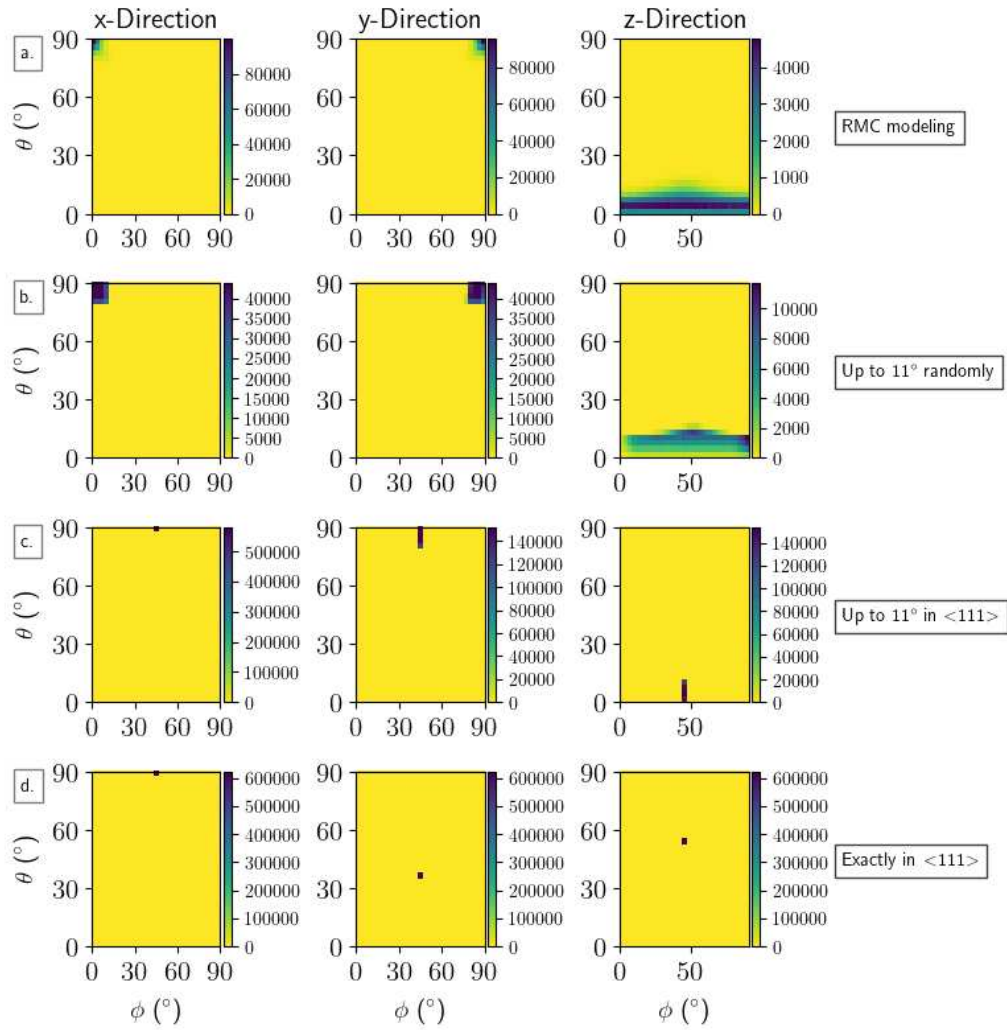 x-Direction y-Direction z-Direction
a.
90 90 90
80000 80000 4000
60 60 60
60000 60000 3000
θ (°)
40000 40000 2000
RMC modeling
30 30 30
20000 20000 1000
0 0 0 0 0 0
0 30 60 90 0 30 60 90 50
b.
90 90 90
40000 40000 10000
35000 35000
60 30000 60 30000 60 8000
θ (°)
25000 25000 6000
Up to 11° randomly
20000 20000
30 15000 30 15000 30 4000
10000 10000 2000
5000 5000
0 0 0 0 0 0
0 30 60 90 0 30 60 90 0 50
c.
90 90 90
500000 140000 140000
120000 120000
60 400000 60 100000 60 100000
θ (°)
300000 80000 80000
Up to 11° in <111>
30 200000 30 60000 30 60000
40000 40000
100000 20000 20000
0 0 0 0 0 0
0 30 60 90 0 30 60 90 0 50
d.
90 600000 90 600000 90 600000
500000 500000 500000
60 400000 60 400000 60 400000
θ (°)
300000 300000 300000
Exactly in <111>
30 200000 30 200000 30 200000
100000 100000 100000
0 0 0 0 0 0
0 30 60 90 0 30 60 90 0 50
ϕ (°) ϕ (°) ϕ (°)